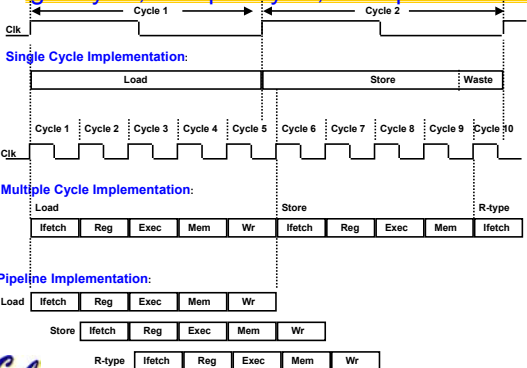 Cycle 1 Cycle 2
Clk
Single Cycle Implementation:
Load Store Waste
Cycle 1 Cycle 2 Cycle 3 Cycle 4 Cycle 5 Cycle 6 Cycle 7 Cycle 8 Cycle 9 Cycle 10
Clk
Multiple Cycle Implementation:
Load Store R-type
Ifetch Reg Exec Mem Wr Ifetch Reg Exec Mem Ifetch
Pipeline Implementation:
Load Ifetch Reg Exec Mem Wr
Store Ifetch Reg Exec Mem Wr
R-type Ifetch Reg Exec Mem Wr